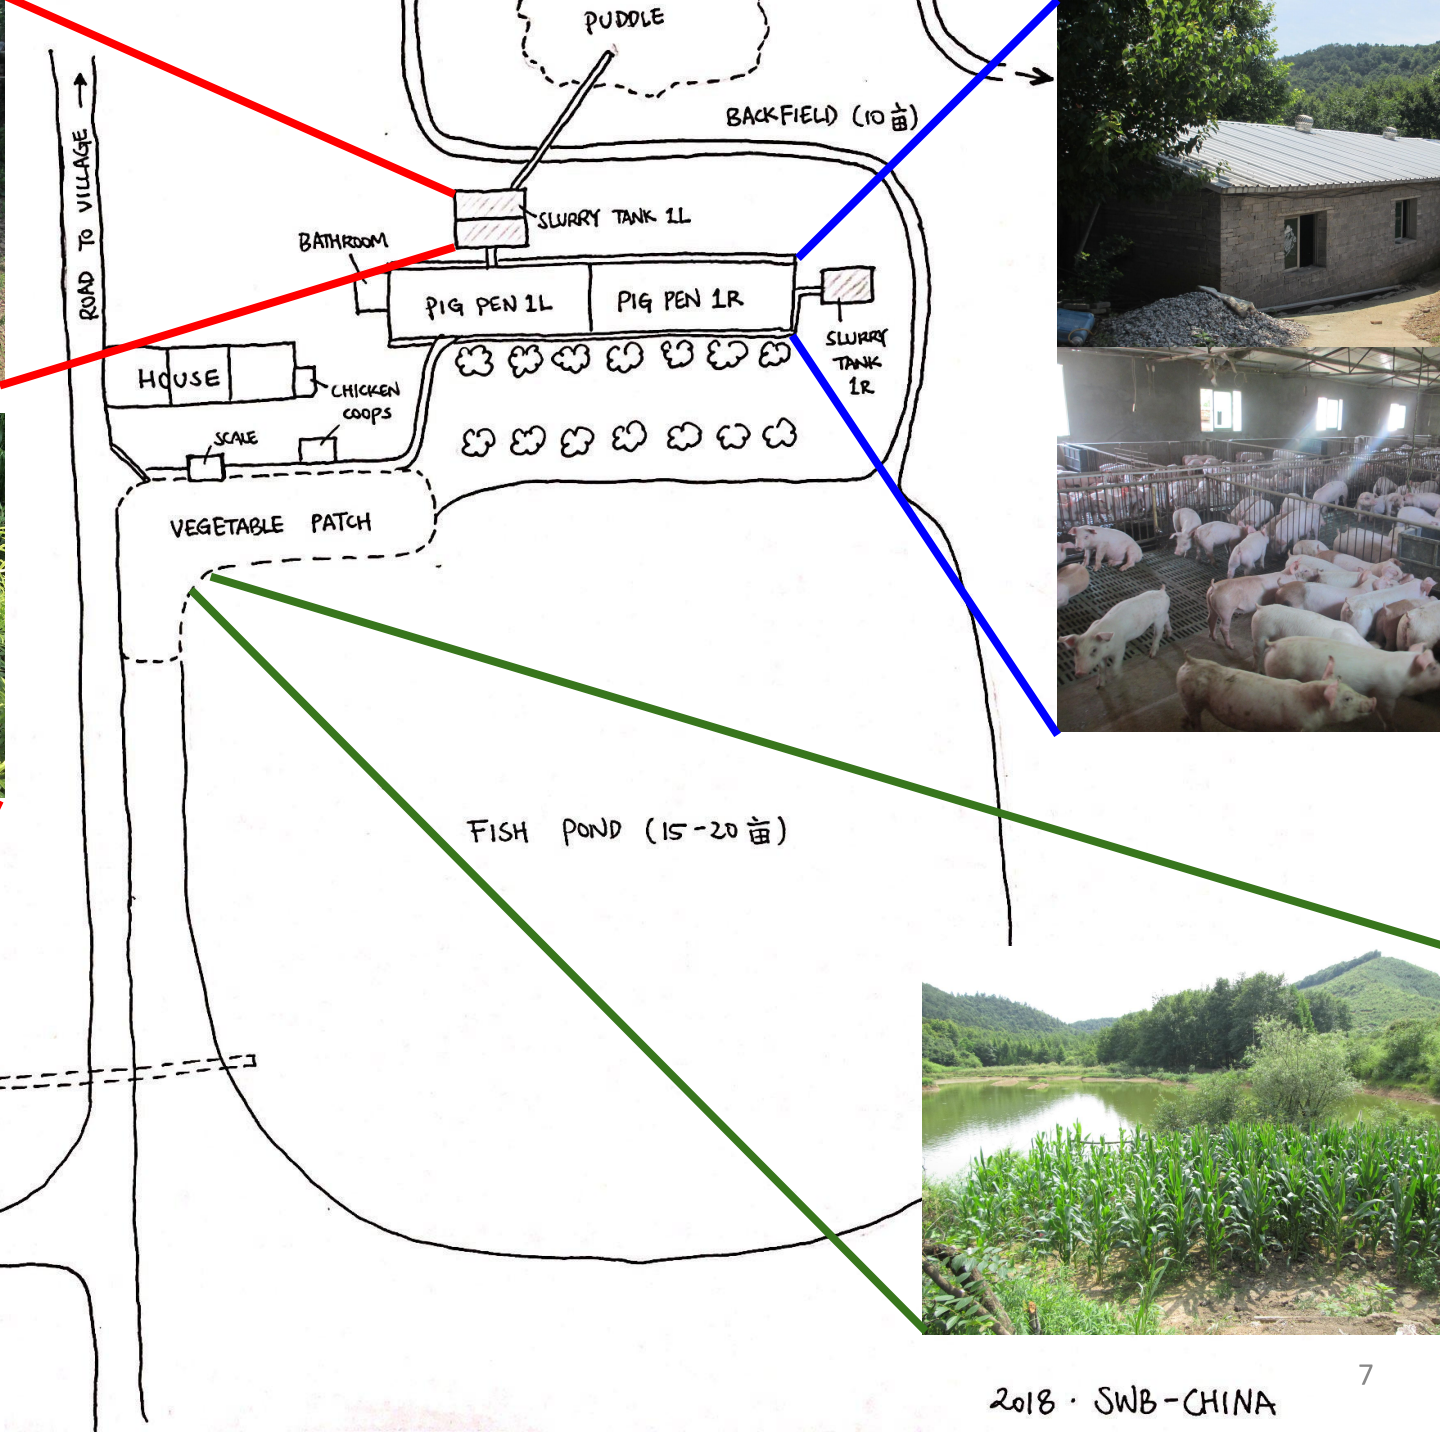 PUDDLE
BACKFIELD (10亩)
ROAD TO VILLAGE →
SLURRY TANK 1L
BATHROOM
PIG PEN 1L
PIG PEN 1R
SLURRY
TANK
1R
HOUSE
CHICKEN
COOPS
SCALE
VEGETABLE PATCH
FISH POND (15-20亩)
7
2018 · SWB-CHINA